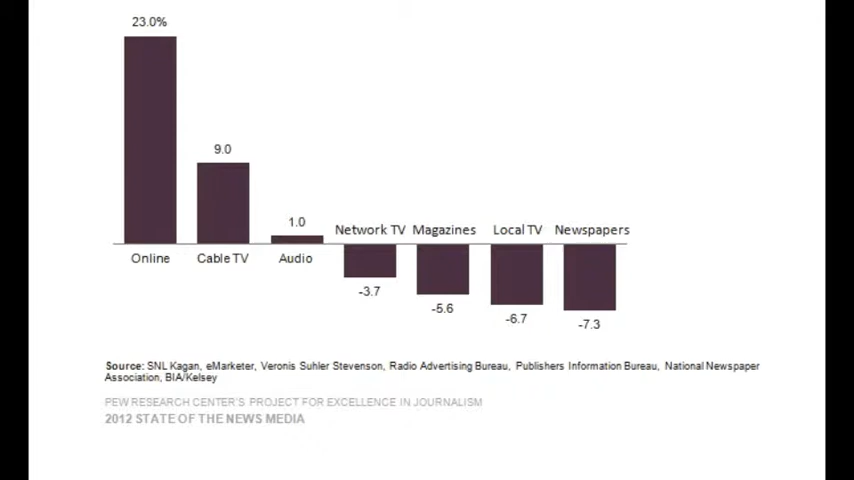 23.0%
9.0
1.0
Network TV Magazines Local TV Newspapers
Online Cable TV Audio
-3.7
-5.6
-6.7
-7.3
Source: SNL Kagan, eMarketer, Veronis Suhler Stevenson, Radio Advertising Bureau, Publishers Information Bureau, National Newspaper
Association, BIA/Kelsey
PEW RESEARCH CENTER'S PROJECT FOR EXCELLENCE IN JOURNALISM
2012 STATE OF THE NEWS MEDIA